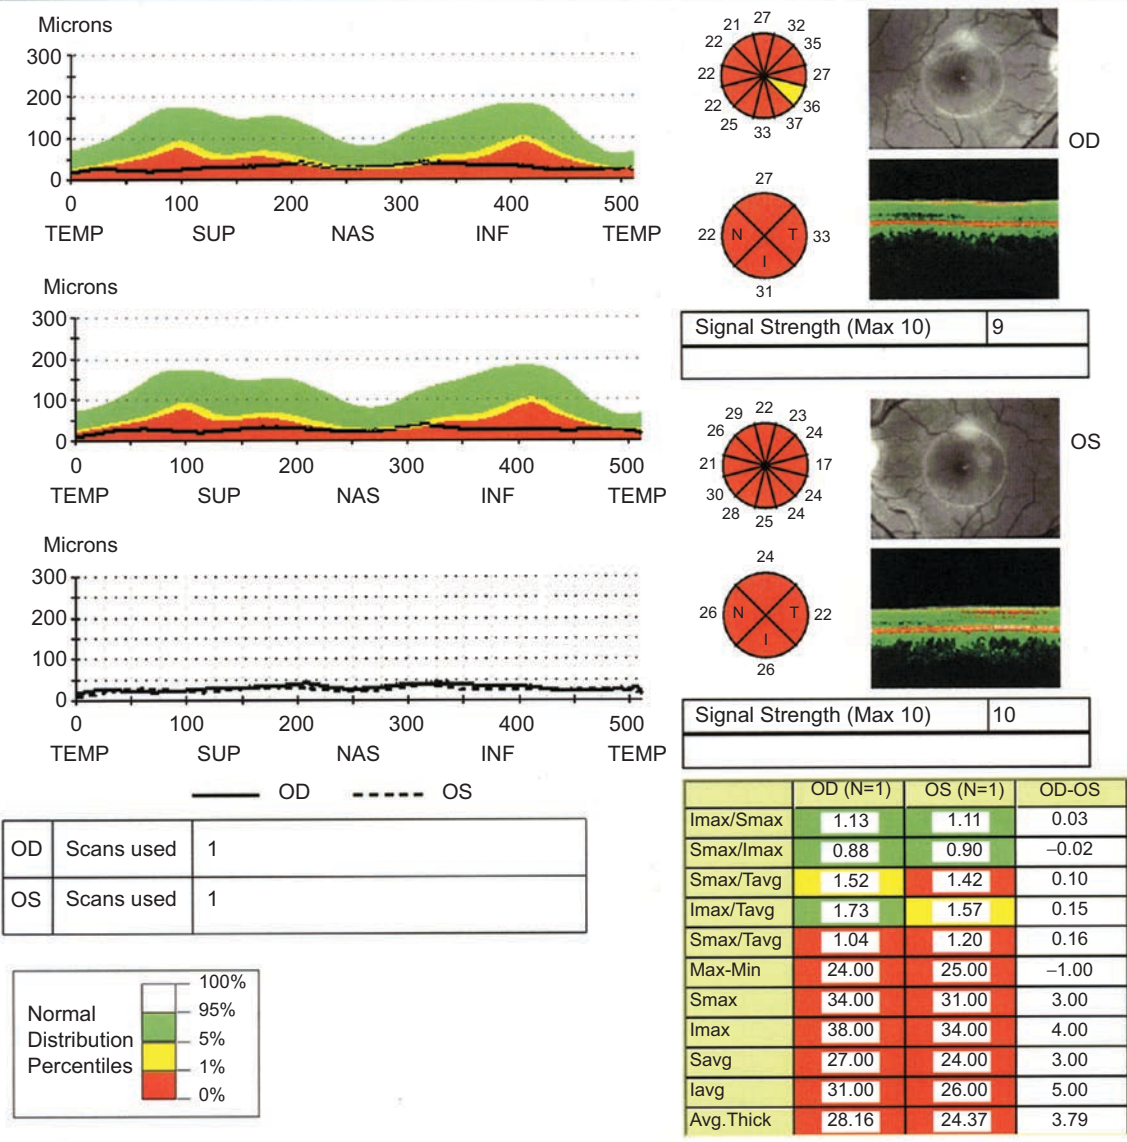 Microns
300
200
100
0
0 100 200 300 400 500
TEMP SUP NAS INF TEMP
Microns
300
200
100
0
0 100 200 300 400 500
TEMP SUP NAS INF TEMP
Microns
300
200
100
0
0 100 200 300 400 500
TEMP SUP NAS INF TEMP
OD OS
OD Scans used 1
OS Scans used 1
Normal
Distribution
Percentiles
100%
95%
5%
1%
0%
27
21 32
22 35
22 27
22 36
25 33 37
OD
27
22 N T 33
I
31
Signal Strength (Max 10) 9
22
29 23
26 24
21 17
30 24
28 25 24
OS
24
26 N T 22
I
26
Signal Strength (Max 10) 10
OD (N=1) OS (N=1) OD-OS
Imax/Smax 1.13 1.11 0.03
Smax/Imax 0.88 0.90 −0.02
Smax/Tavg 1.52 1.42 0.10
Imax/Tavg 1.73 1.57 0.15
Smax/Tavg 1.04 1.20 0.16
Max-Min 24.00 25.00 −1.00
Smax 34.00 31.00 3.00
Imax 38.00 34.00 4.00
Savg 27.00 24.00 3.00
Iavg 31.00 26.00 5.00
Avg.Thick 28.16 24.37 3.79